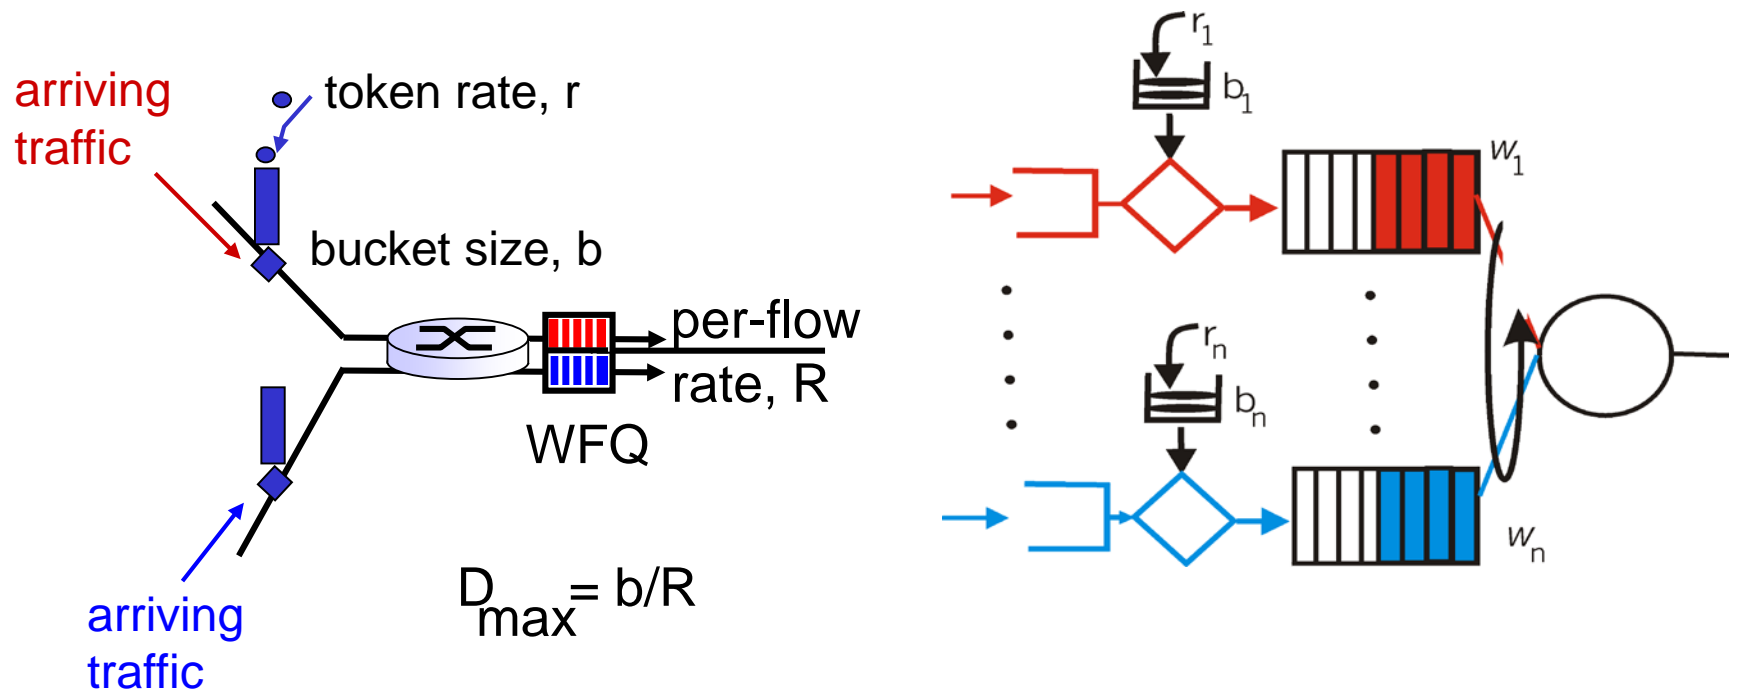 arriving
traffic
token rate, r
bucket size, b
per-flow
rate, R
WFQ
D max = b/R
arriving
traffic
r1
b1
w1
rn
bn
wn